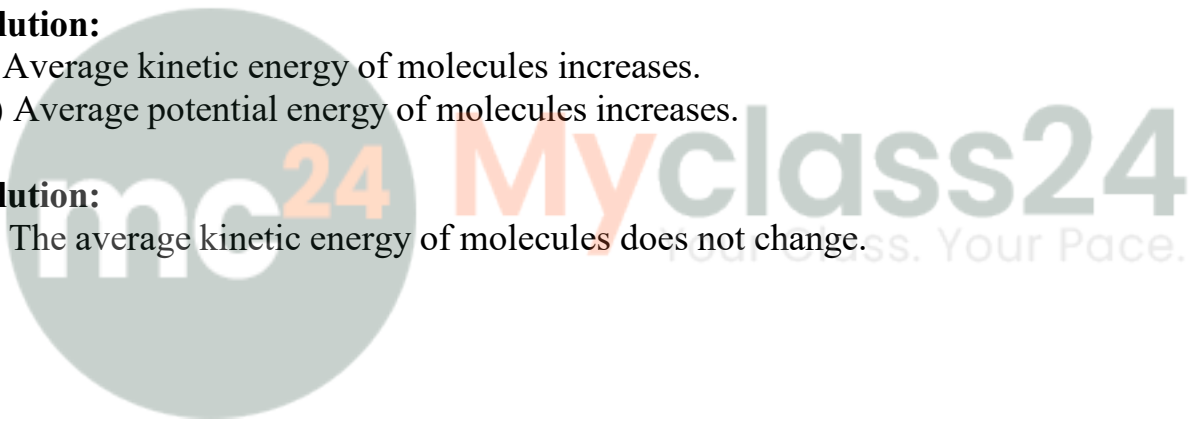 lution:
Average kinetic energy of molecules increases.
) Average potential energy of molecules increases.
mc24 Myclass24
lution:
The average kinetic energy of molecules does not change.
Your Class. Your Pace.